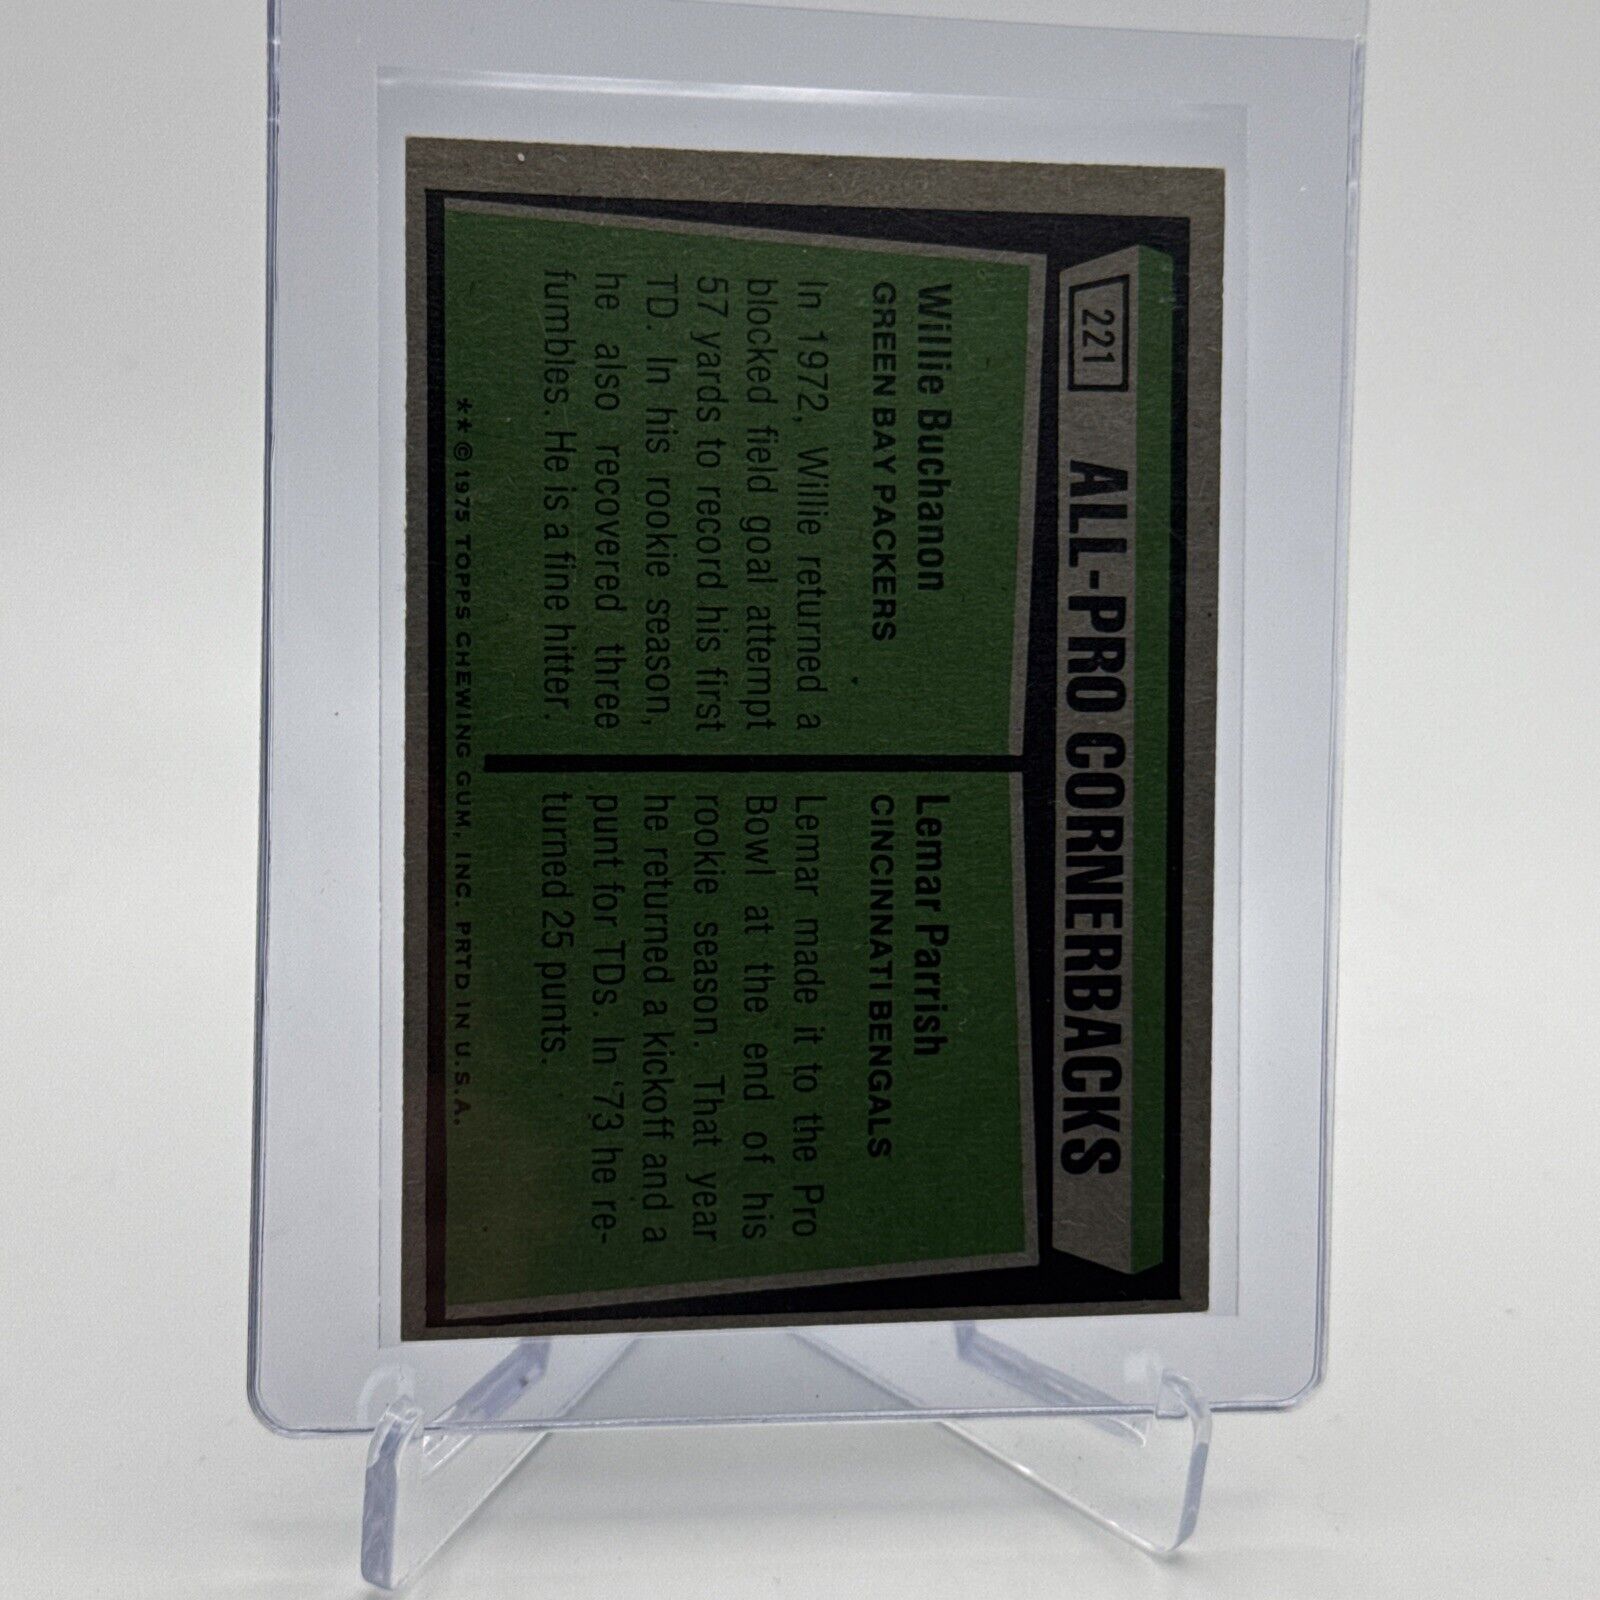 221
ALL-PRO CORNERBACKS
Willie Buchanon
GREEN BAY PACKERS
In 1972, Willie returned a
blocked field goal attempt
57 yards to record his first
TD. In his rookie season,
he also recovered three
fumbles. He is a fine hitter.
Lemar Parrish
CINCINNATI BENGALS
Lemar made it to the Pro
Bowl at the end of his
rookie season. That year
he returned a kickoff and a
punt for TDs. In '73 he re-
turned 25 punts.
**© 1975 TOPPS CHEWING GUM, INC. PRTD IN U.S.A.